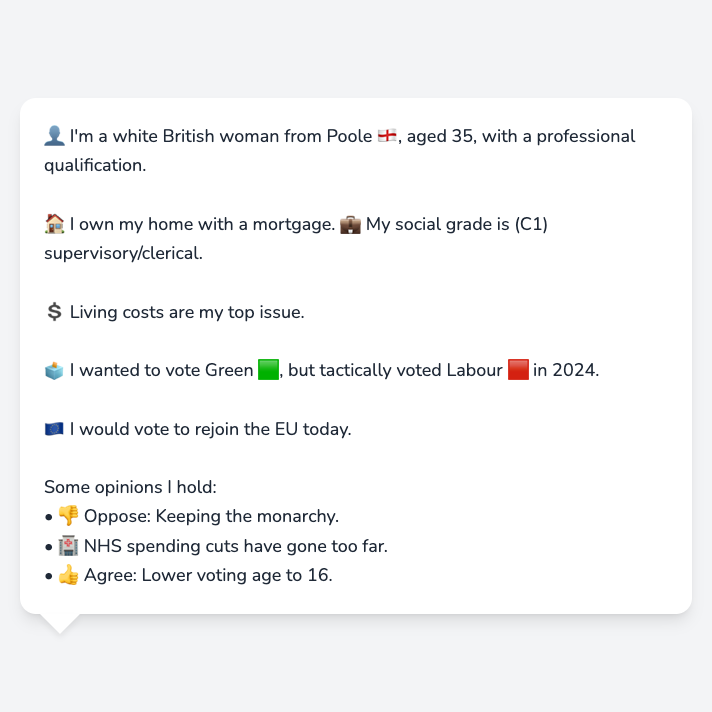 👤 I'm a white British woman from Poole 🏴󠁧󠁢󠁥󠁮󠁧󠁿, aged 35, with a professional
qualification.
🏠 I own my home with a mortgage. 💼 My social grade is (C1)
supervisory/clerical.
💲 Living costs are my top issue.
🗳️ I wanted to vote Green 🟩, but tactically voted Labour 🟥 in 2024.
🇪🇺 I would vote to rejoin the EU today.
Some opinions I hold:
• 👎 Oppose: Keeping the monarchy.
• 🏥 NHS spending cuts have gone too far.
• 👍 Agree: Lower voting age to 16.